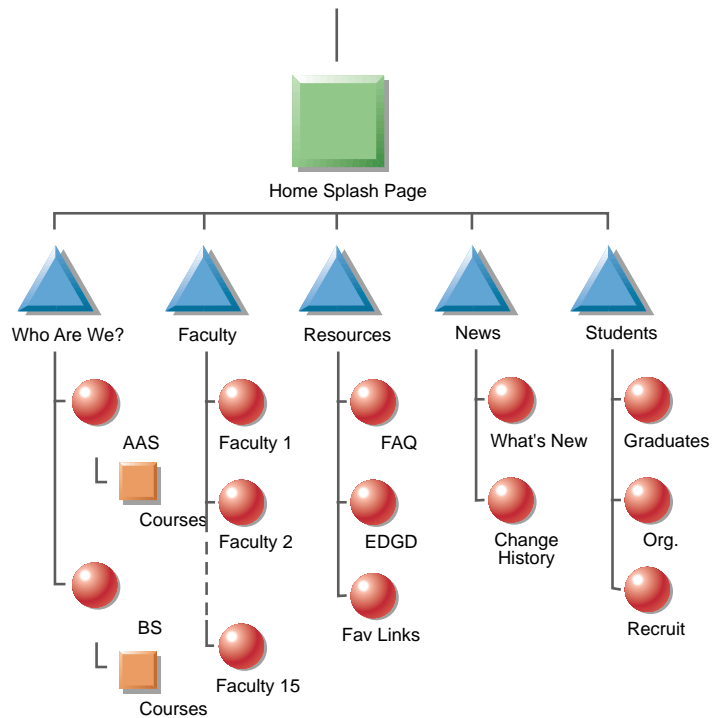 Home Splash Page
Who Are We?
Faculty
Resources
News
Students
AAS
Courses
BS
Courses
Faculty 1
Faculty 2
Faculty 15
FAQ
EDGD
Fav Links
What's New
Change
History
Graduates
Org.
Recruit